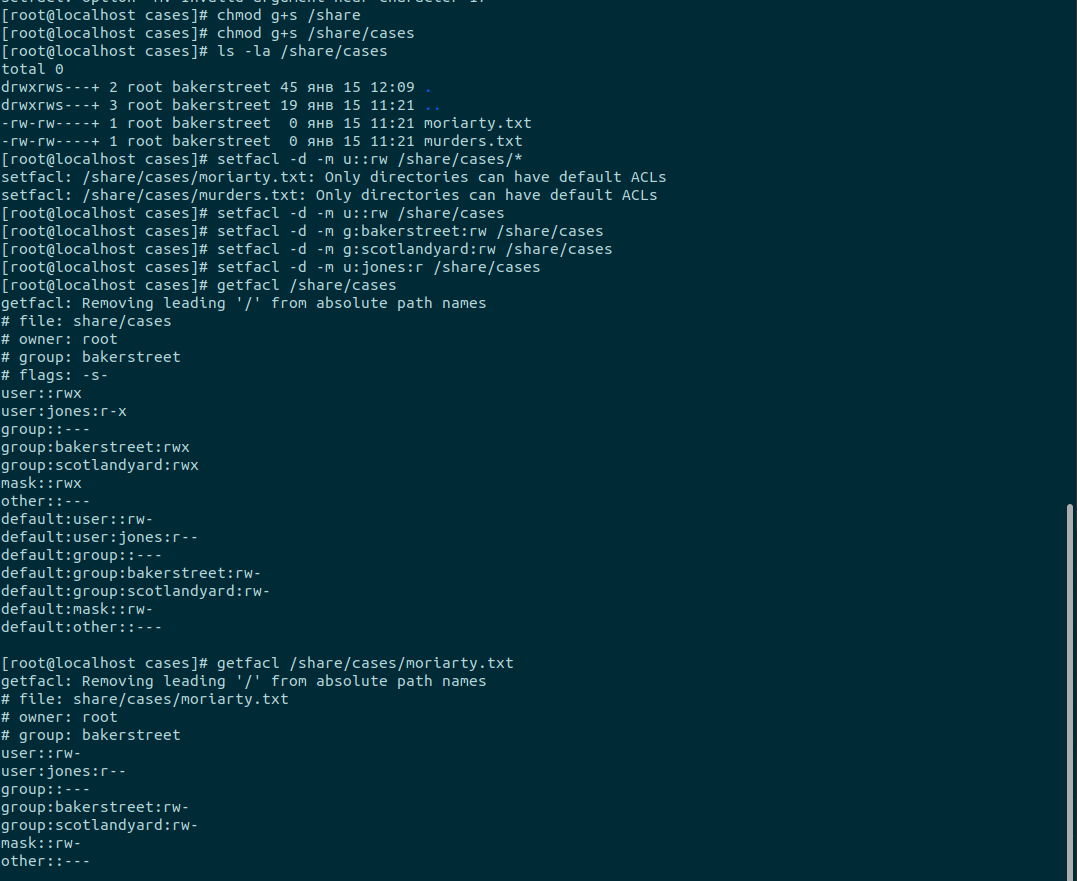 [root@localhost cases]# chmod g+s /share
[root@localhost cases]# chmod g+s /share/cases
[root@localhost cases]# ls -la /share/cases
total 0
drwxrws---+ 2 root bakerstreet 45 янв 15 12:09 .
drwxrws---+ 3 root bakerstreet 19 янв 15 11:21 ..
-rw-rw----+ 1 root bakerstreet  0 янв 15 11:21 moriarty.txt
-rw-rw----+ 1 root bakerstreet  0 янв 15 11:21 murders.txt
[root@localhost cases]# setfacl -d -m u::rw /share/cases/*
setfacl: /share/cases/moriarty.txt: Only directories can have default ACLs
setfacl: /share/cases/murders.txt: Only directories can have default ACLs
[root@localhost cases]# setfacl -d -m u::rw /share/cases
[root@localhost cases]# setfacl -d -m g:bakerstreet:rw /share/cases
[root@localhost cases]# setfacl -d -m g:scotlandyard:rw /share/cases
[root@localhost cases]# setfacl -d -m u:jones:r /share/cases
[root@localhost cases]# getfacl /share/cases
getfacl: Removing leading '/' from absolute path names
# file: share/cases
# owner: root
# group: bakerstreet
# flags: -s-
user::rwx
user:jones:r-x
group::---
group:bakerstreet:rwx
group:scotlandyard:rwx
mask::rwx
other::---
default:user::rw-
default:user:jones:r--
default:group::---
default:group:bakerstreet:rw-
default:group:scotlandyard:rw-
default:mask::rw-
default:other::---
[root@localhost cases]# getfacl /share/cases/moriarty.txt
getfacl: Removing leading '/' from absolute path names
# file: share/cases/moriarty.txt
# owner: root
# group: bakerstreet
user::rw-
user:jones:r--
group::---
group:bakerstreet:rw-
group:scotlandyard:rw-
mask::rw-
other::---